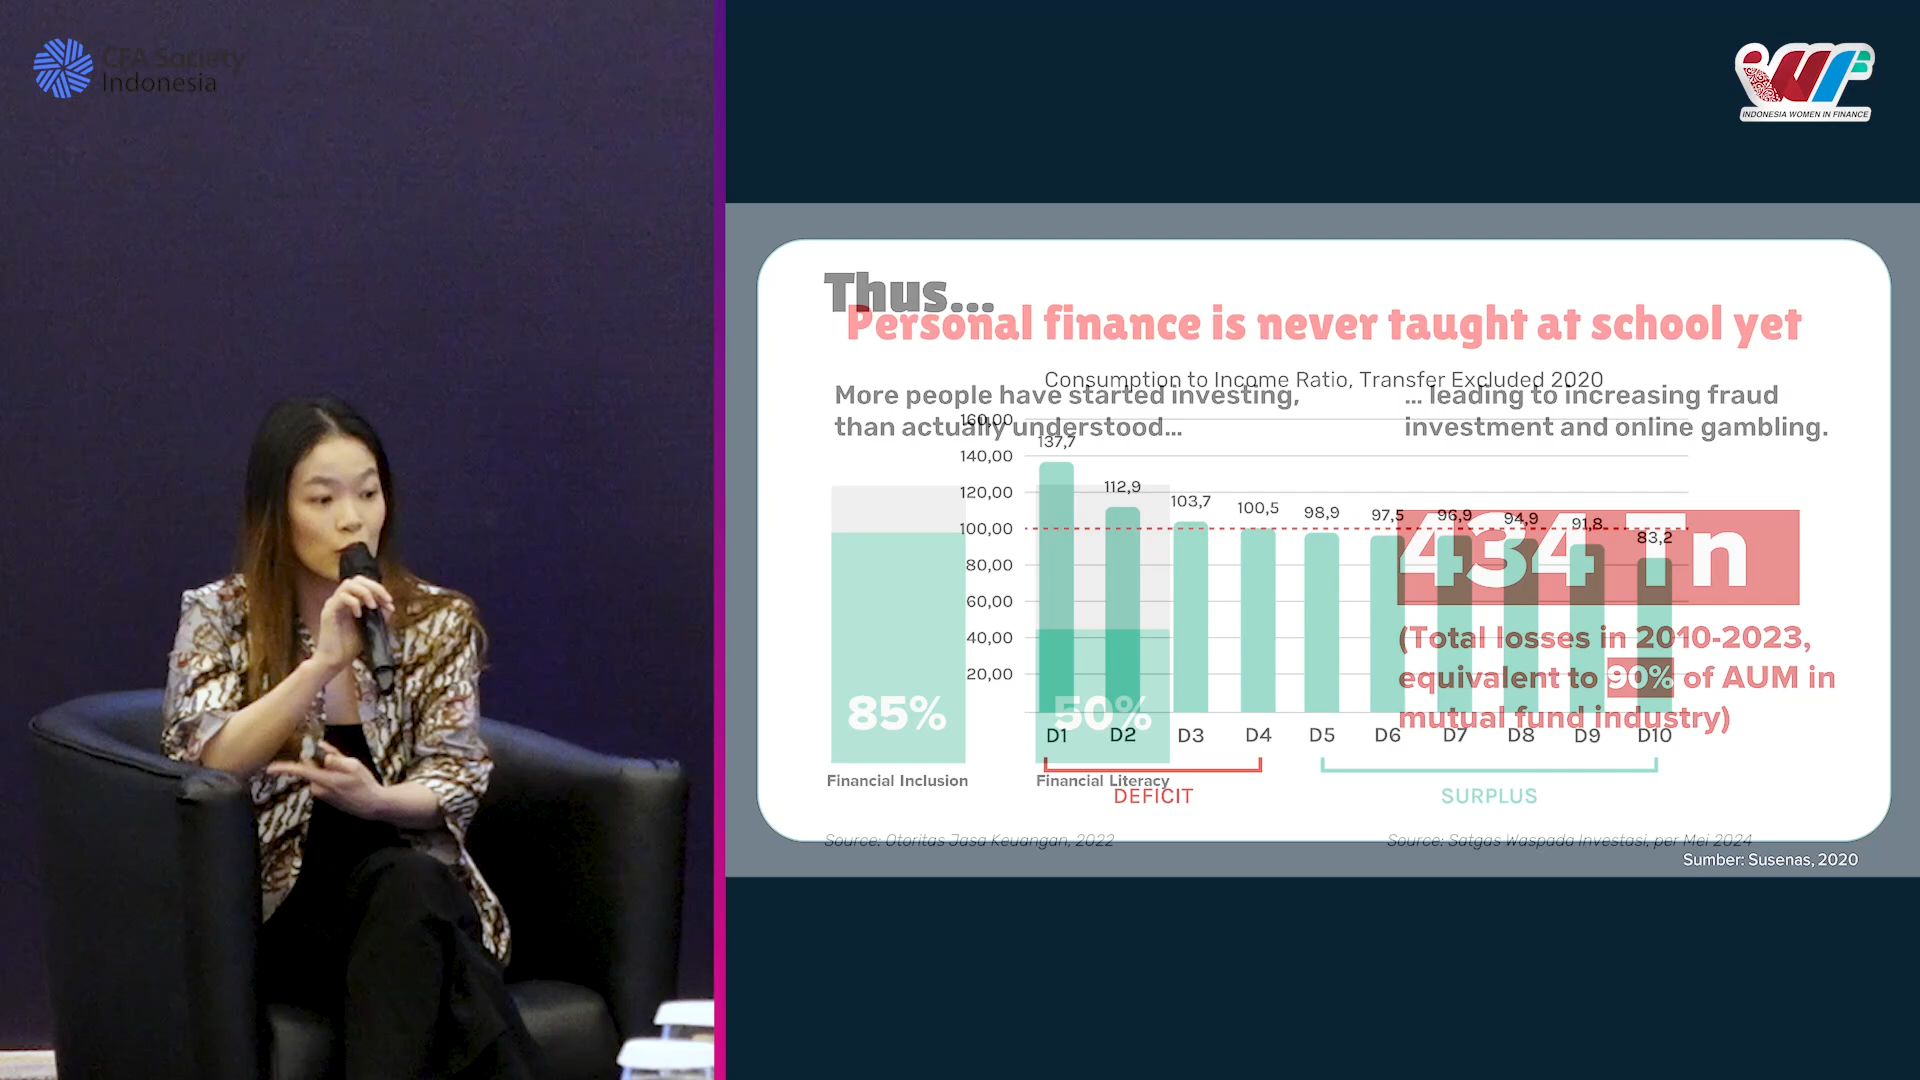 CFA Society
Indonesia
INDONESIA WOMEN IN FINANCE
Thus...
Personal finance is never taught at school yet
Consumption to Income Ratio, Transfer Excluded 2020
More people have started investing,
than actually understood...
... leading to increasing fraud
investment and online gambling.
160,00
140,00
120,00
100,00
80,00
60,00
40,00
20,00
137,7
112,9
103,7
100,5
98,9
97,5
96,9
94,9
91,8
83,2
434 Tn
(Total losses in 2010-2023,
equivalent to 90% of AUM in
mutual fund industry)
85%
50%
D1 D2 D3 D4 D5 D6 D7 D8 D9 D10
Financial Inclusion
Financial Literacy
DEFICIT
SURPLUS
Source: Otoritas Jasa Keuangan, 2022
Source: Satgas Waspada Investasi, per Mei 2024
Sumber: Susenas, 2020